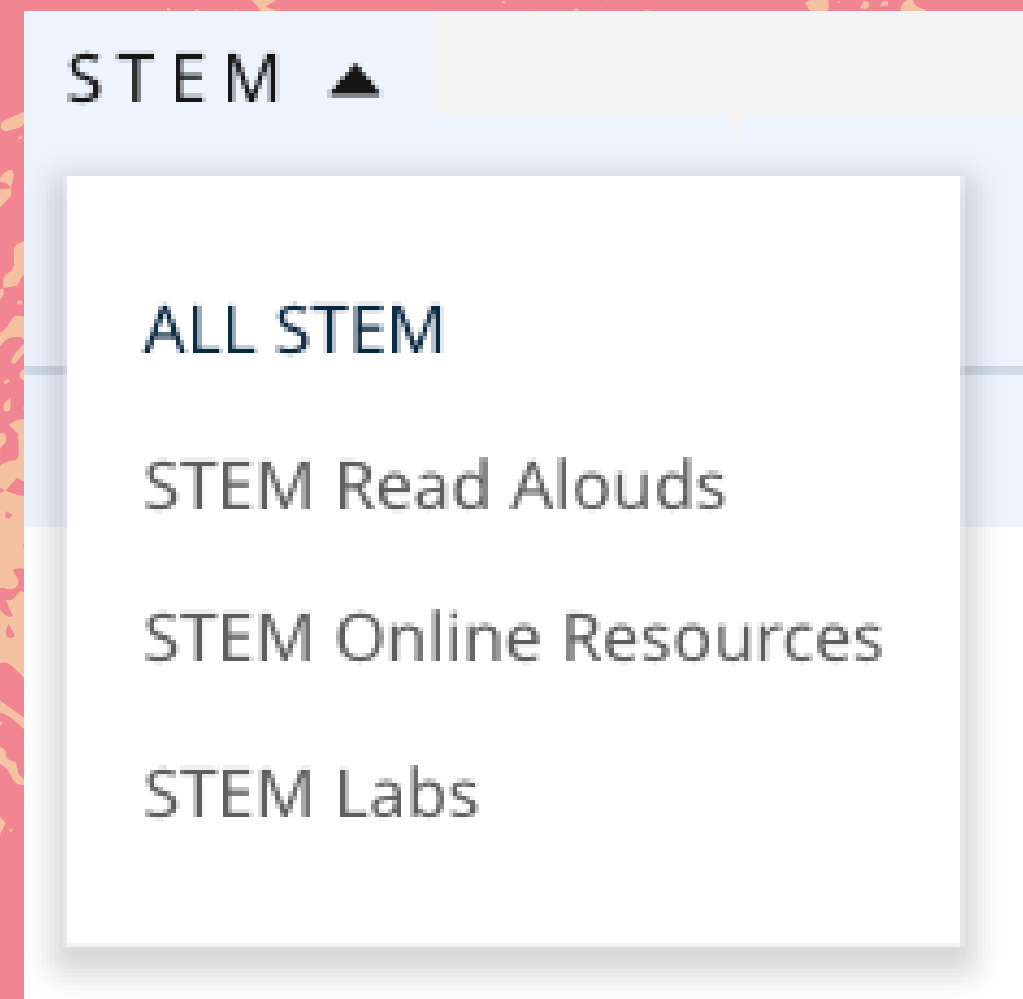 STEM ▲
ALL STEM
STEM Read Alouds
STEM Online Resources
STEM Labs